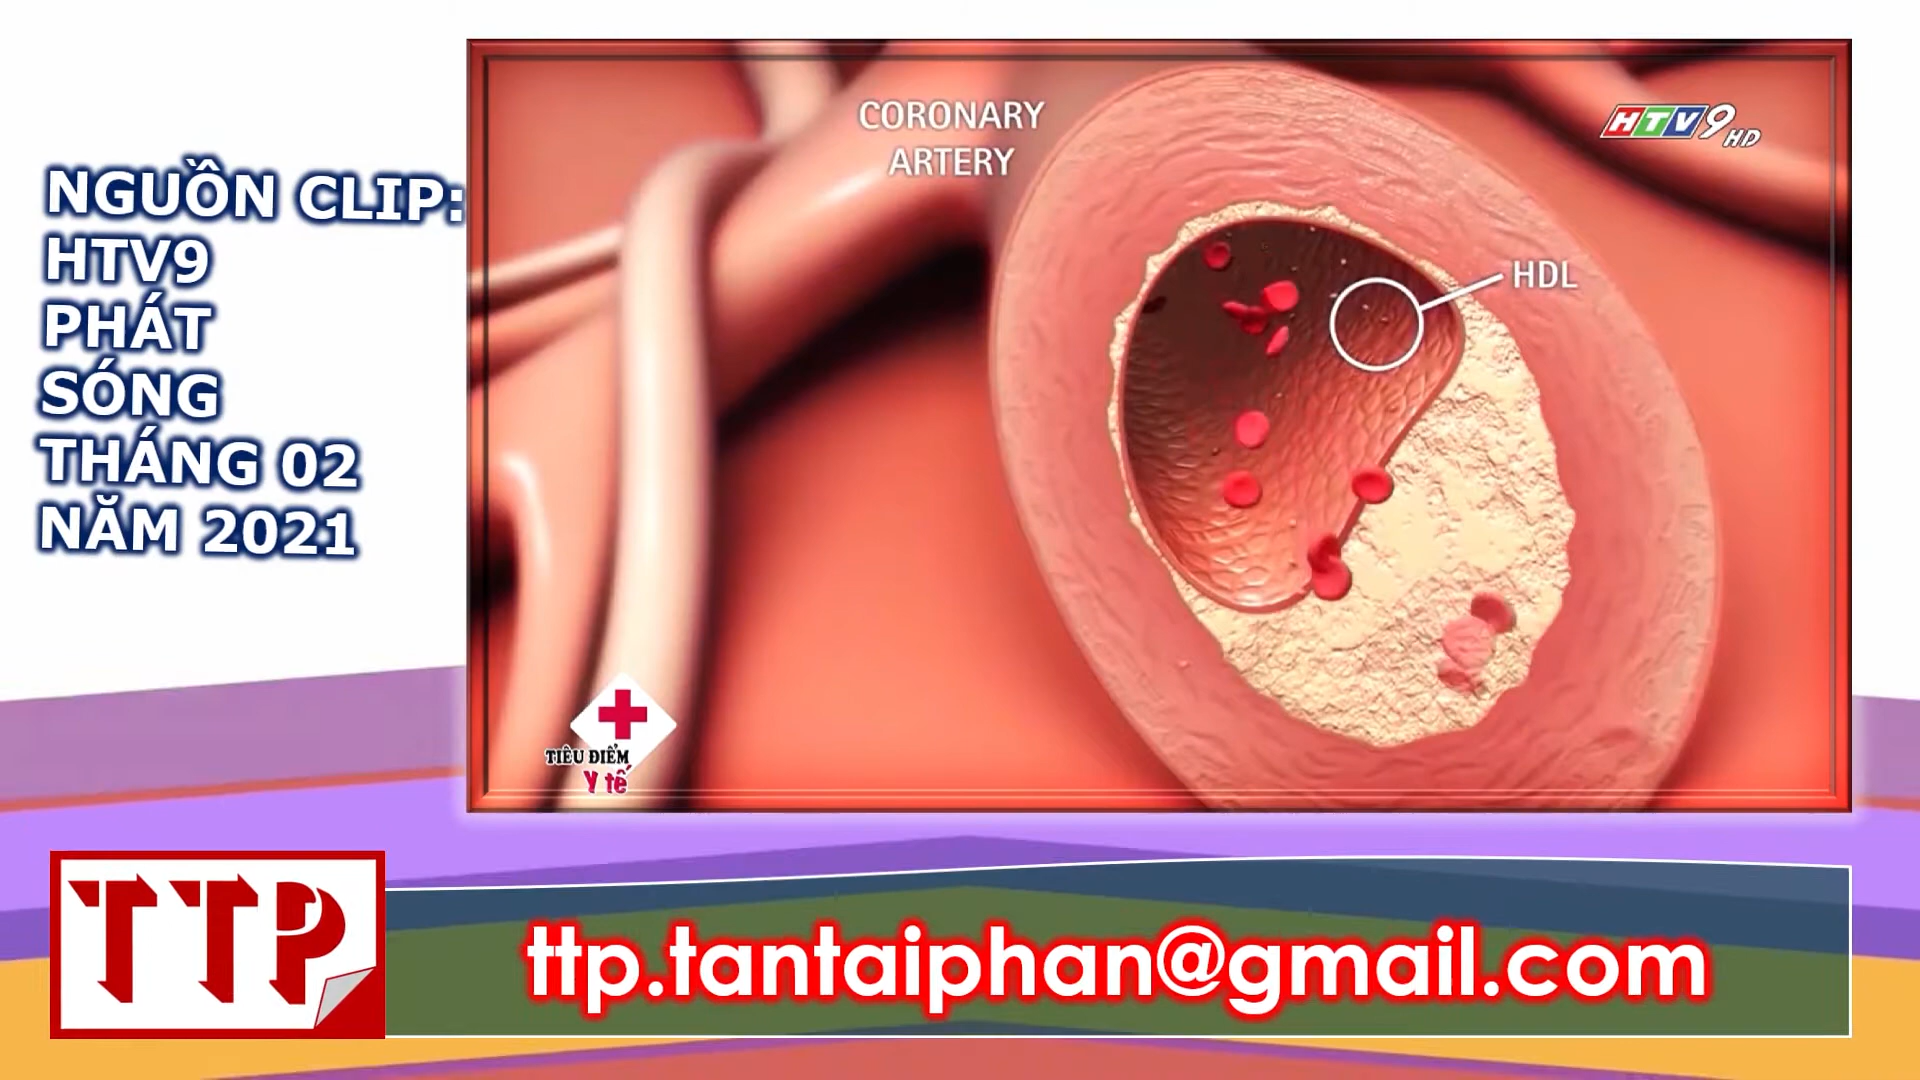 NGUỒN CLIP:
HTV9
PHÁT
SÓNG
THÁNG 02
NĂM 2021
CORONARY
ARTERY
HTV9 HD
HDL
TIÊU ĐIỂM
Y tế
TTP
ttp.tantaiphan@gmail.com